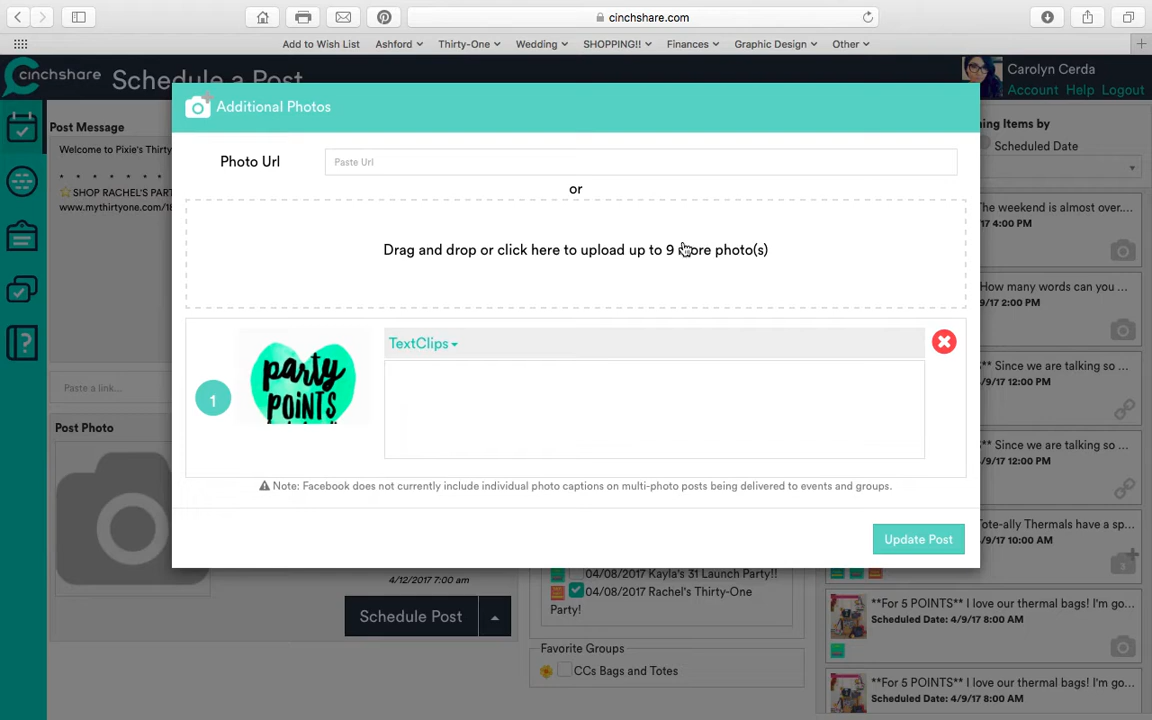 cinchshare.com
Add to Wish List Ashford Thirty-One Wedding SHOPPING!! Finances Graphic Design Other
cinchshare Schedule a Post
Carolyn Cerda
Account Help Logout
Additional Photos
Post Message
ning Items by
Scheduled Date
Photo Url Paste Url
or
Welcome to Pixie's Thirty
SHOP RACHEL'S PART
www.mythirtyone.com/18
Drag and drop or click here to upload up to 9 more photo(s)
The weekend is almost over....
/17 4:00 PM
How many words can you ...
/9/17 2:00 PM
TextClips
party
POINTS
1
** Since we are talking so ...
/9/17 12:00 PM
Paste a link...
Post Photo
** Since we are talking so ...
/9/17 12:00 PM
Note: Facebook does not currently include individual photo captions on multi-photo posts being delivered to events and groups.
Update Post
Tote-ally Thermals have a sp...
/9/17 10:00 AM
3
4/12/2017 7:00 am
04/08/2017 Kayla's 31 Launch Party!!
04/08/2017 Rachel's Thirty-One
Party!
Schedule Post
**For 5 POINTS** I love our thermal bags! I'm go...
Scheduled Date: 4/9/17 8:00 AM
Favorite Groups
CCs Bags and Totes
**For 5 POINTS** I love our thermal bags! I'm go...
Scheduled Date: 4/9/17 8:00 AM